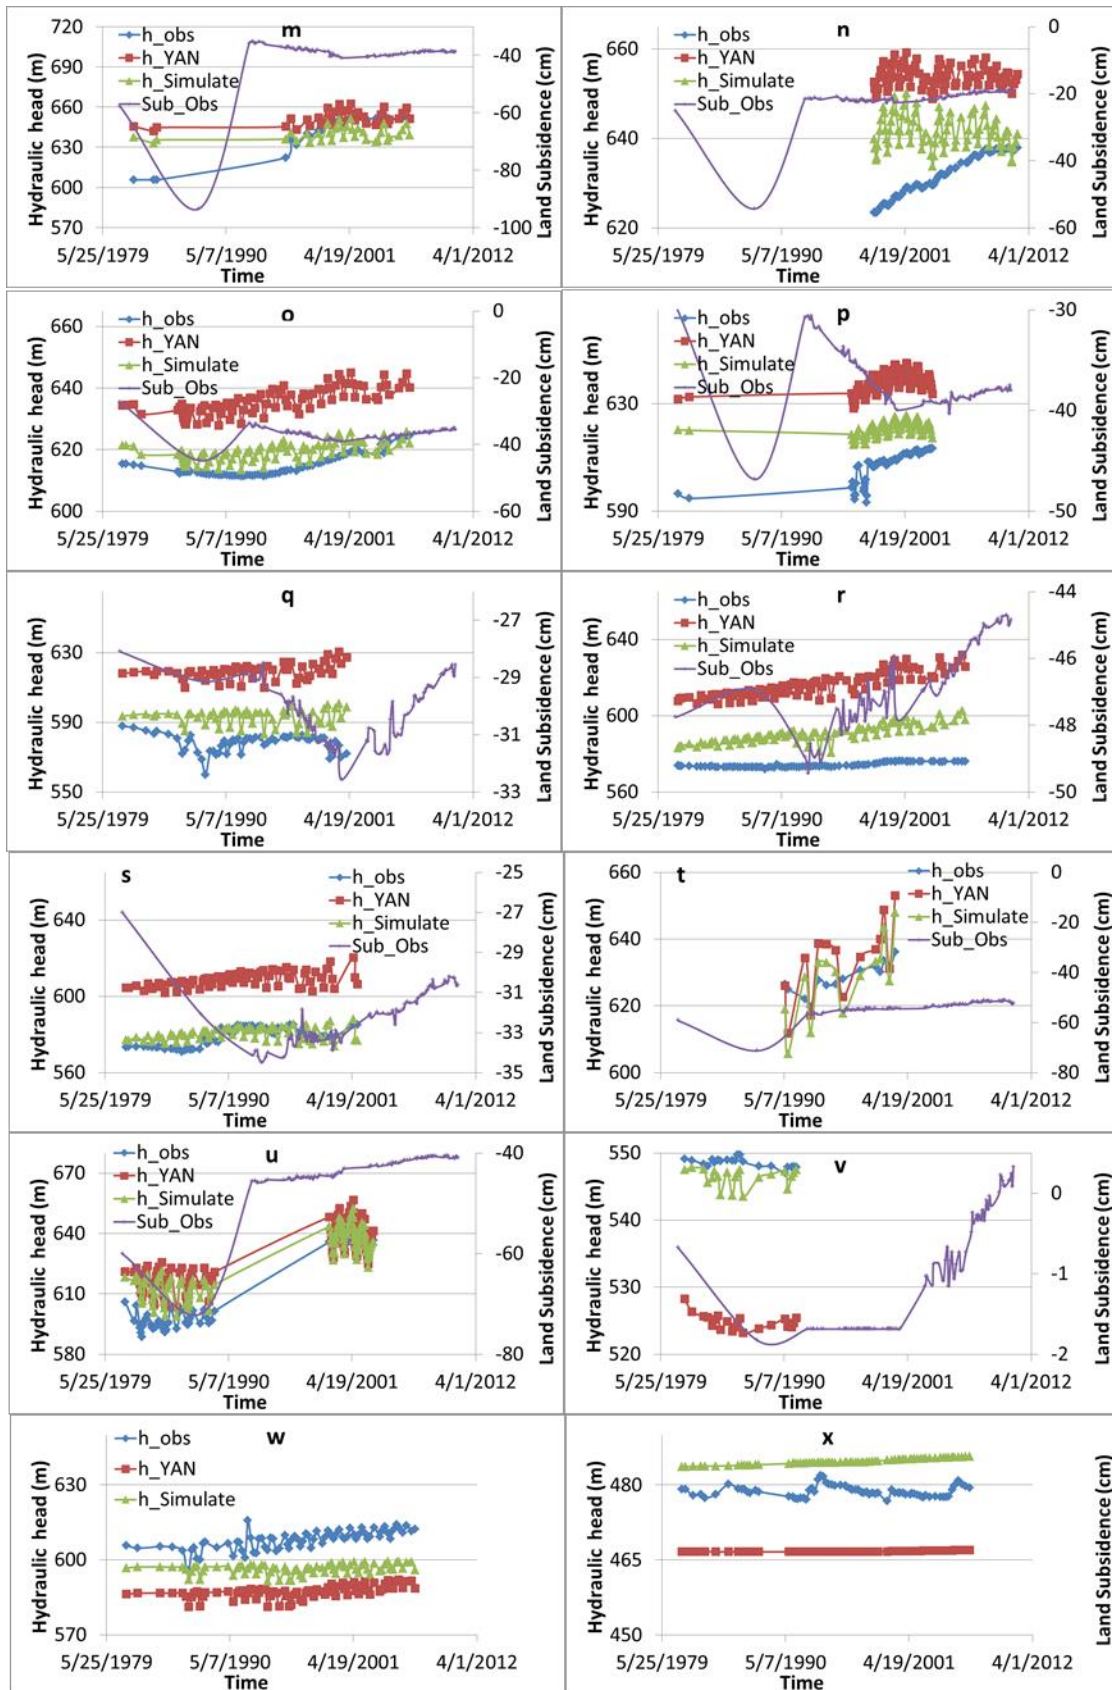 m
h_obs
h_YAN
h_Simulate
Sub_Obs
Hydraulic head (m)
720
690
660
630
600
570
-40
-60
-80
-100
Land Subsidence (cm)
5/25/1979 5/7/1990 4/19/2001 4/1/2012
Time
n
h_obs
h_YAN
h_Simulate
Sub_Obs
Hydraulic head (m)
660
640
620
0
-20
-40
-60
Land Subsidence (cm)
5/25/1979 5/7/1990 4/19/2001 4/1/2012
Time
o
h_obs
h_YAN
h_Simulate
Sub_Obs
Hydraulic head (m)
660
640
620
600
0
-20
-40
-60
Land Subsidence (cm)
5/25/1979 5/7/1990 4/19/2001 4/1/2012
Time
p
h_obs
h_YAN
h_Simulate
Sub_Obs
Hydraulic head (m)
630
590
-30
-40
-50
Land Subsidence (cm)
5/25/1979 5/7/1990 4/19/2001 4/1/2012
Time
q
h_obs
h_YAN
h_Simulate
Sub_Obs
Hydraulic head (m)
630
590
550
-27
-29
-31
-33
Land Subsidence (cm)
5/25/1979 5/7/1990 4/19/2001 4/1/2012
Time
r
h_obs
h_YAN
h_Simulate
Sub_Obs
Hydraulic head (m)
640
600
560
-44
-46
-48
-50
Land Subsidence (cm)
5/25/1979 5/7/1990 4/19/2001 4/1/2012
Time
s
h_obs
h_YAN
h_Simulate
Sub_Obs
Hydraulic head (m)
640
600
560
-25
-27
-29
-31
-33
-35
Land Subsidence (cm)
5/25/1979 5/7/1990 4/19/2001 4/1/2012
Time
t
h_obs
h_YAN
h_Simulate
Sub_Obs
Hydraulic head (m)
660
640
620
600
0
-20
-40
-60
-80
Land Subsidence (cm)
5/25/1979 5/7/1990 4/19/2001 4/1/2012
Time
u
h_obs
h_YAN
h_Simulate
Sub_Obs
Hydraulic head (m)
670
640
610
580
-40
-60
-80
Land Subsidence (cm)
5/25/1979 5/7/1990 4/19/2001 4/1/2012
Time
v
Hydraulic head (m)
550
540
530
520
0
-1
-2
Land Subsidence (cm)
5/25/1979 5/7/1990 4/19/2001 4/1/2012
Time
w
h_obs
h_YAN
h_Simulate
Hydraulic head (m)
630
600
570
Land Subsidence (cm)
5/25/1979 5/7/1990 4/19/2001 4/1/2012
Time
x
Hydraulic head (m)
480
465
450
Land Subsidence (cm)
5/25/1979 5/7/1990 4/19/2001 4/1/2012
Time